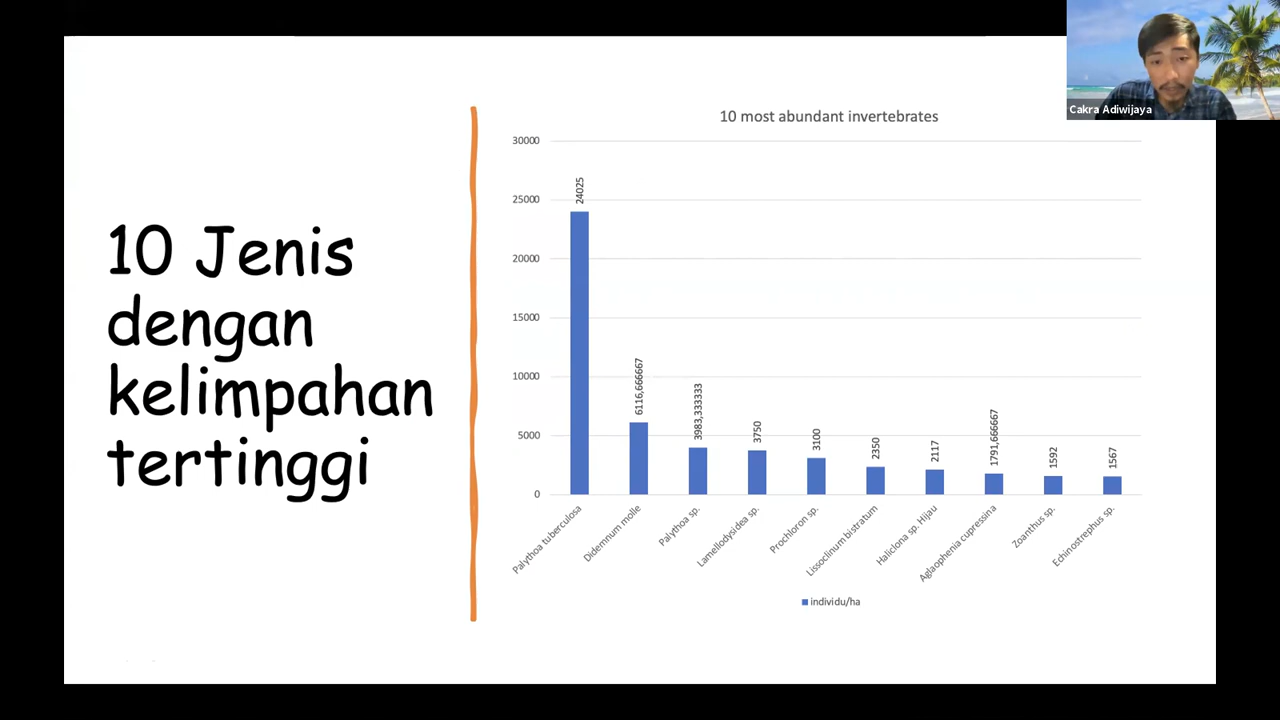 Cakra Adiwijaya
10 Jenis
dengan
kelimpahan
tertinggi
10 most abundant invertebrates
30000
25000
20000
15000
10000
5000
0
24025
6116,666667
3983,333333
3750
3100
2350
2117
1791,666667
1592
1567
Palythoa tuberculosa
Didemnum molle
Palythoa sp.
Lamellodysidea sp.
Prochloron sp.
Lissoclinum bistratum
Haliclona sp. Hijau
Aglaophenia cupressina
Zoanthus sp.
Echinostrephus sp.
individu/ha